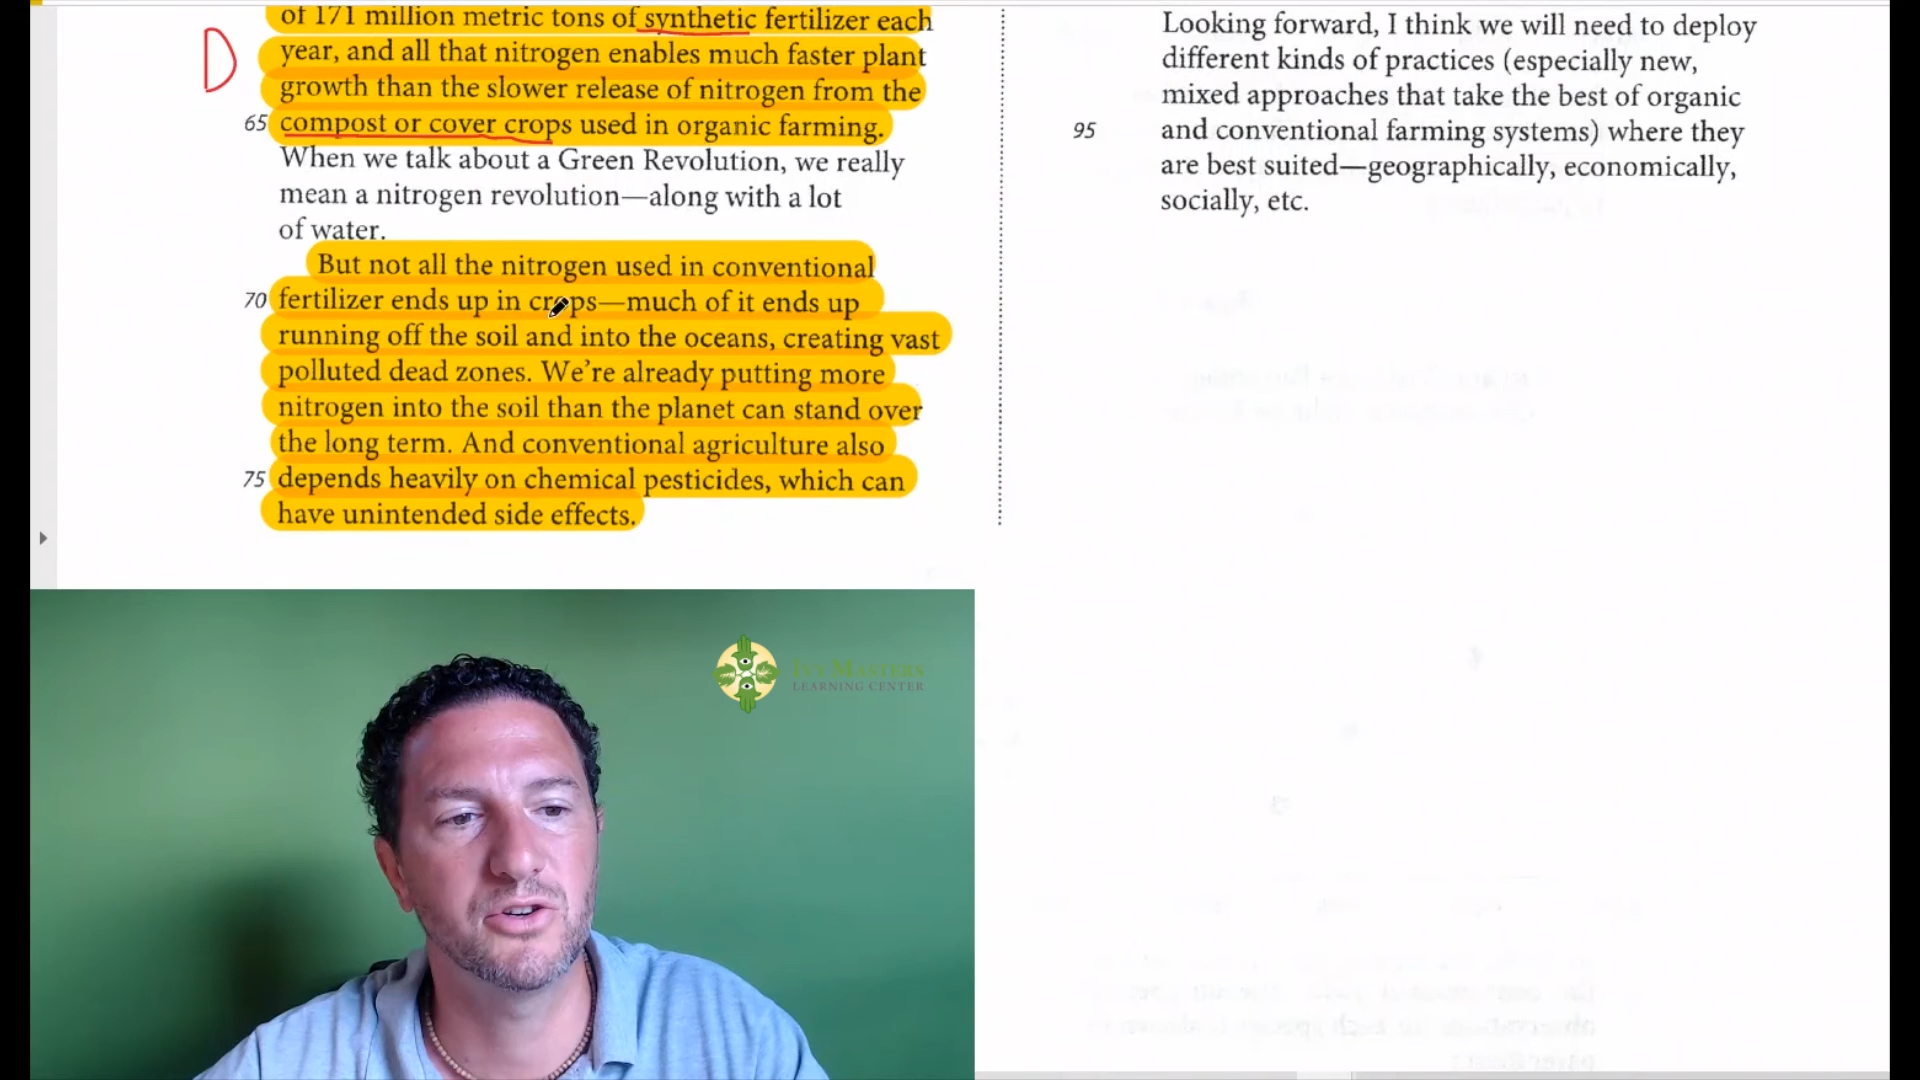 of 171 million metric tons of synthetic fertilizer each
D
year, and all that nitrogen enables much faster plant
growth than the slower release of nitrogen from the
65 compost or cover crops used in organic farming.
When we talk about a Green Revolution, we really
mean a nitrogen revolution—along with a lot
of water.
But not all the nitrogen used in conventional
70 fertilizer ends up in crops—much of it ends up
running off the soil and into the oceans, creating vast
polluted dead zones. We're already putting more
nitrogen into the soil than the planet can stand over
the long term. And conventional agriculture also
75 depends heavily on chemical pesticides, which can
have unintended side effects.
Looking forward, I think we will need to deploy
different kinds of practices (especially new,
mixed approaches that take the best of organic
95 and conventional farming systems) where they
are best suited—geographically, economically,
socially, etc.
IVY MASTERS
LEARNING CENTER